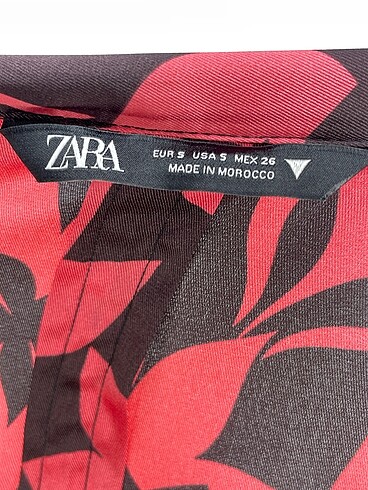 ZARA
EUR S USA S MEX 26
MADE IN MOROCCO